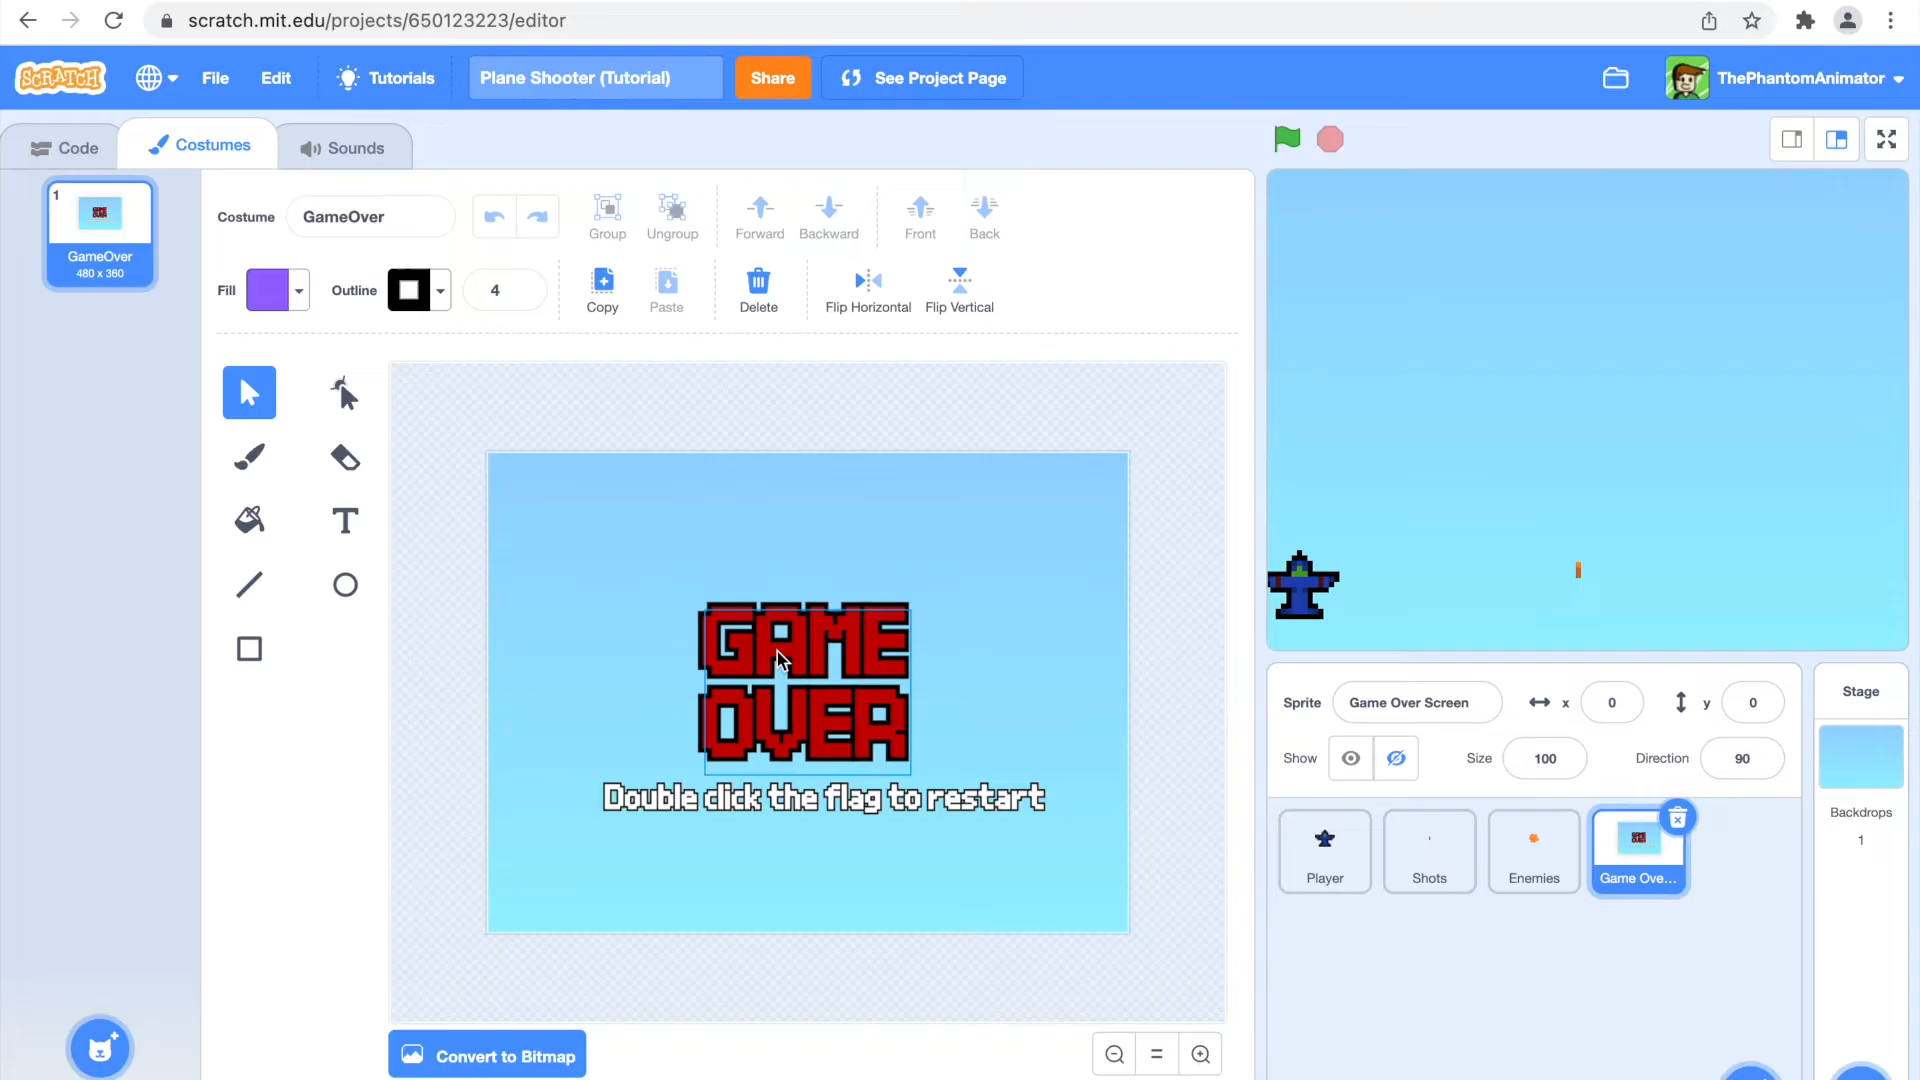 scratch.mit.edu/projects/650123223/editor
SCRATCH File Edit Tutorials Plane Shooter (Tutorial) Share See Project Page ThePhantomAnimator
Code Costumes Sounds
1
GameOver
480 x 360
Costume GameOver Group Ungroup Forward Backward Front Back
Fill Outline 4 Copy Paste Delete Flip Horizontal Flip Vertical
T
GAME
OVER
Double click the flag to restart
Convert to Bitmap
Sprite Game Over Screen x 0 y 0
Show Size 100 Direction 90
Player Shots Enemies Game Ove...
Stage
Backdrops
1